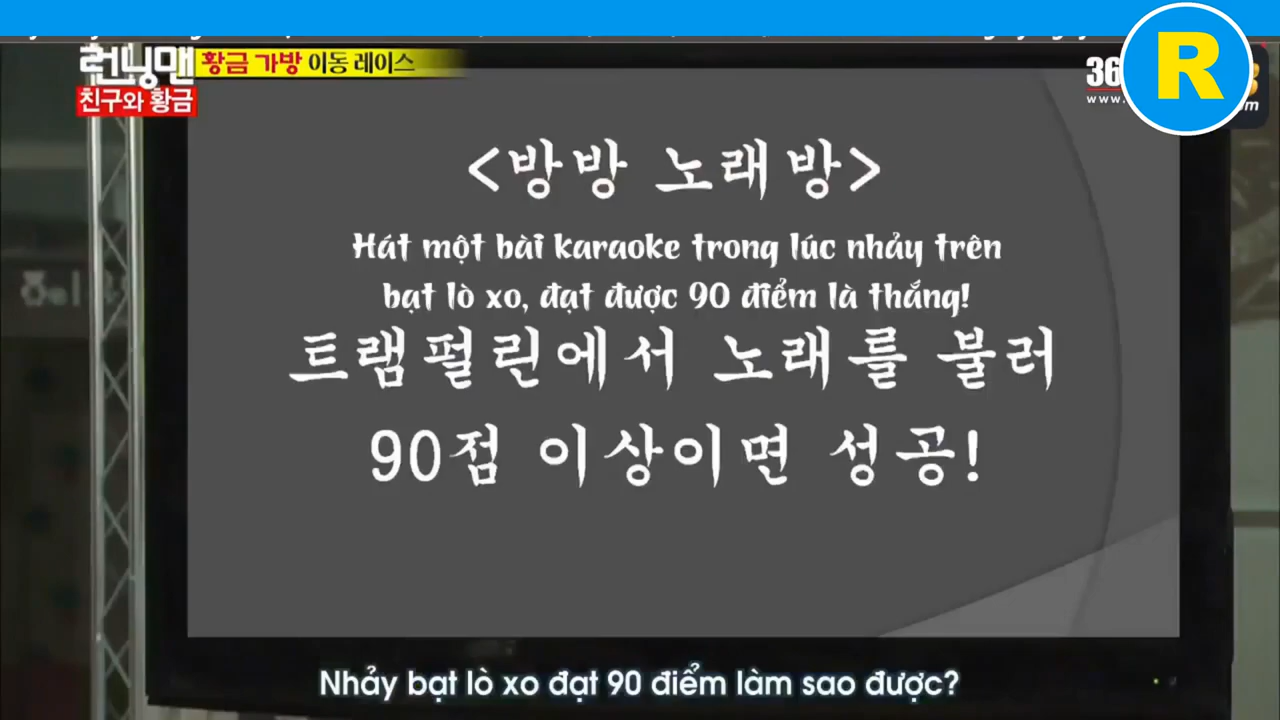 런닝맨 황금 가방 이동 레이스
친구와 황금
36
www.
R
om
<방방 노래방>
Hát một bài karaoke trong lúc nhảy trên
bạt lò xo, đạt được 90 điểm là thắng!
트램펄린에서 노래를 불러
90점 이상이면 성공!
Nhảy bạt lò xo đạt 90 điểm làm sao được?